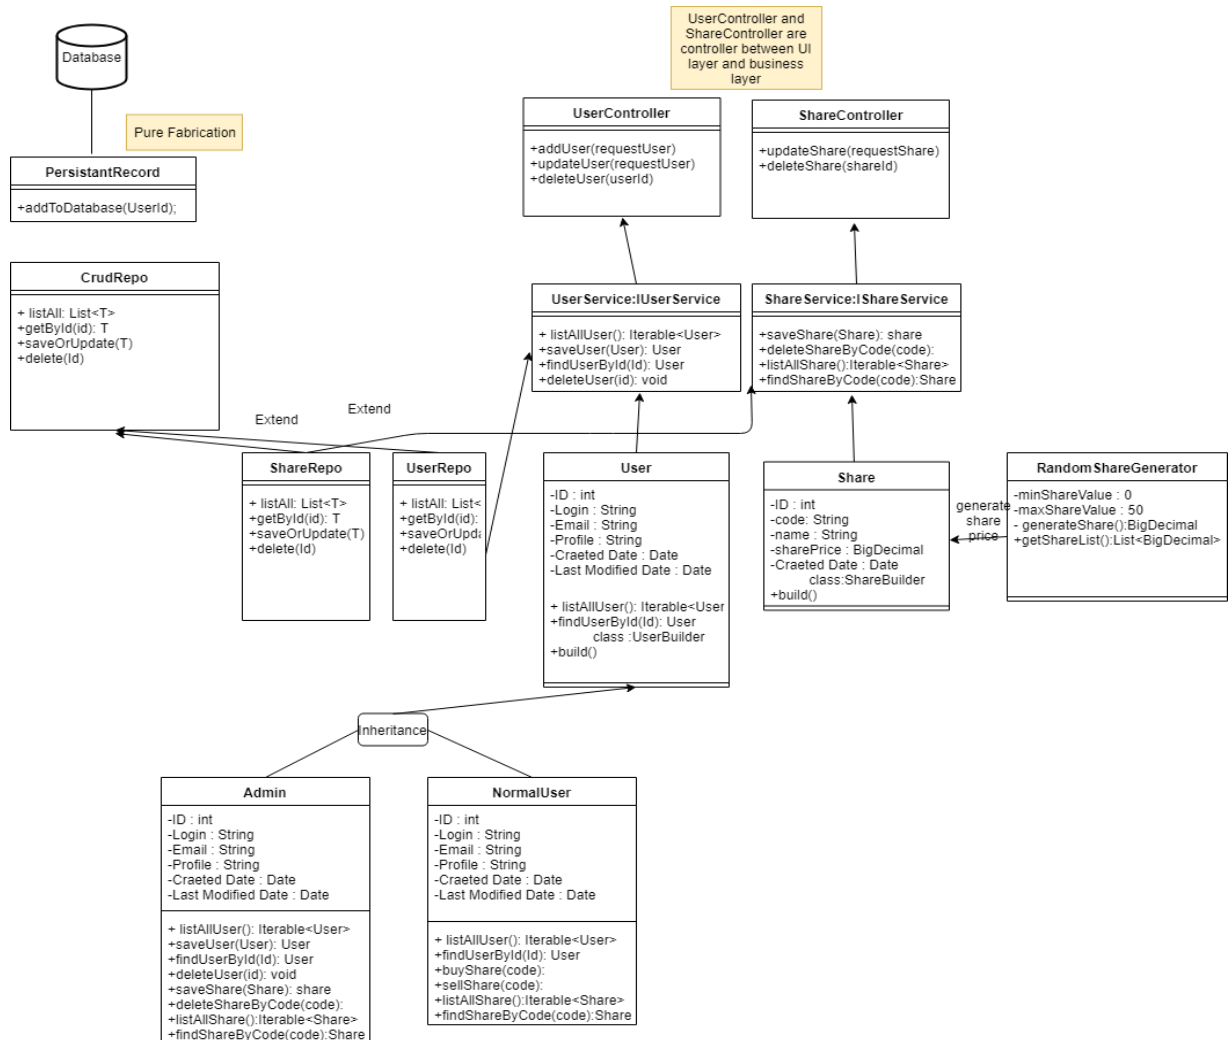 Database
Pure Fabrication
PersistantRecord
+addToDatabase(UserId);
UserController and
ShareController are
controller between UI
layer and business
layer
UserController
+addUser(requestUser)
+updateUser(requestUser)
+deleteUser(userId)
ShareController
+updateShare(requestShare)
+deleteShare(shareId)
CrudRepo
+ listAll: List<T>
+getById(id): T
+saveOrUpdate(T)
+delete(Id)
UserService:IUserService
+ listAllUser(): Iterable<User>
+saveUser(User): User
+findUserById(Id): User
+deleteUser(id): void
ShareService:IShareService
+saveShare(Share): share
+deleteShareByCode(code):
+listAllShare():Iterable<Share>
+findShareByCode(code):Share
Extend
Extend
ShareRepo
+ listAll: List<T>
+getById(id): T
+saveOrUpdate(T)
+delete(Id)
UserRepo
+ listAll: List<
+getById(id):
+saveOrUpda
+delete(Id)
User
-ID : int
-Login : String
-Email : String
-Profile : String
-Craeted Date : Date
-Last Modified Date : Date
+ listAllUser(): Iterable<User
+findUserById(Id): User
class :UserBuilder
+build()
Share
-ID : int
-code: String
-name : String
-sharePrice : BigDecimal
-Craeted Date : Date
class:ShareBuilder
+build()
generate
share
price
RandomShareGenerator
-minShareValue : 0
-maxShareValue : 50
- generateShare():BigDecimal
+getShareList():List<BigDecimal>
Inheritance
Admin
-ID : int
-Login : String
-Email : String
-Profile : String
-Craeted Date : Date
-Last Modified Date : Date
+ listAllUser(): Iterable<User>
+saveUser(User): User
+findUserById(Id): User
+deleteUser(id): void
+saveShare(Share): share
+deleteShareByCode(code):
+listAllShare():Iterable<Share>
+findShareByCode(code):Share
NormalUser
-ID : int
-Login : String
-Email : String
-Profile : String
-Craeted Date : Date
-Last Modified Date : Date
+ listAllUser(): Iterable<User>
+findUserById(Id): User
+buyShare(code):
+sellShare(code):
+listAllShare():Iterable<Share>
+findShareByCode(code):Share